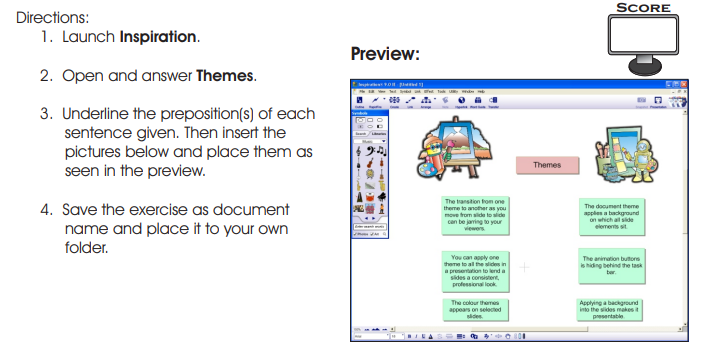 Directions:
1. Launch Inspiration.
2. Open and answer Themes.
3. Underline the preposition(s) of each
sentence given. Then insert the
pictures below and place them as
seen in the preview.
4. Save the exercise as document
name and place it to your own
folder.
SCORE
Preview:
Themes
The transition from one
theme to another as you
move from slide to slide
can be jarring to your
viewers.
The document theme
applies a background
on which all slide
elements sit.
You can apply one
theme to all the slides in
a presentation to lend a
slides a consistent,
professional look.
The animation buttons
is hiding behind the task
bar.
The colour themes
appears on selected
slides.
Applying a background
into the slides makes it
presentable.